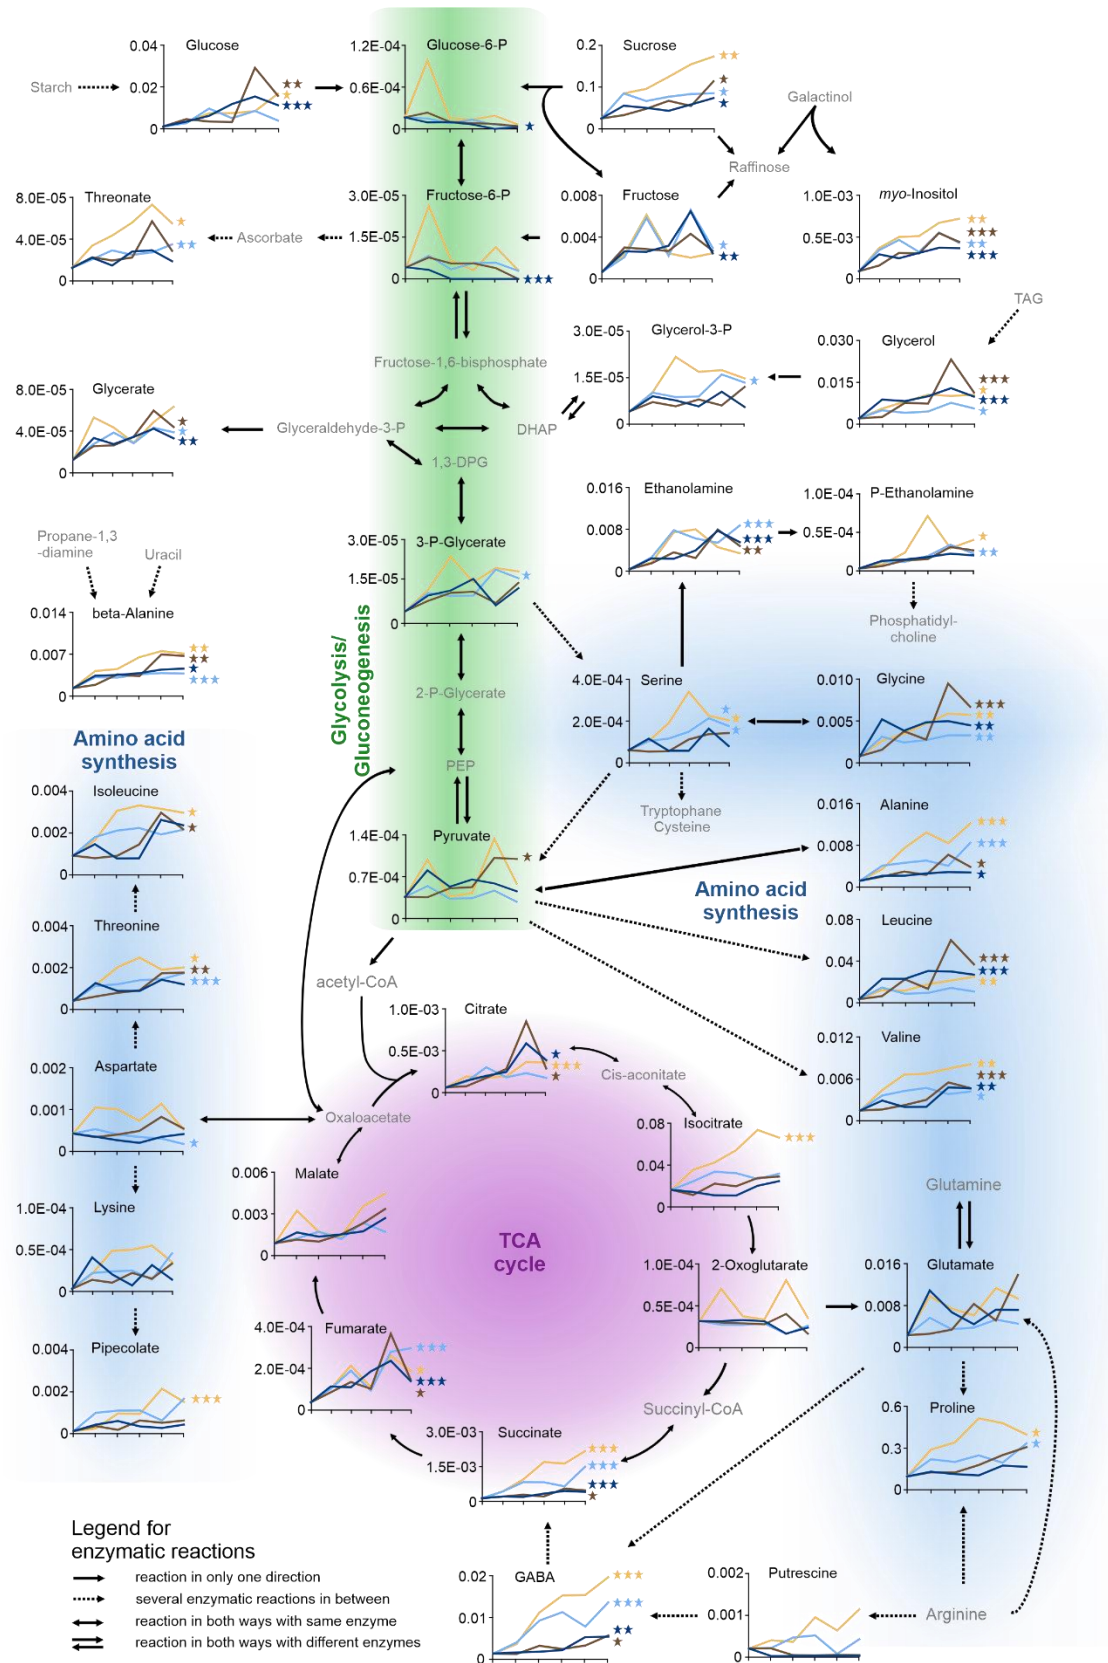 Glucose
0.04
0.02
0
★★
★
★★★
Starch
Glucose-6-P
1.2E-04
0.6E-04
0
★
Sucrose
0.2
0.1
0
★★
★
★
★
Galactinol
Raffinose
Threonate
8.0E-05
4.0E-05
0
★
★★
Ascorbate
Fructose-6-P
3.0E-05
1.5E-05
0
★★★
Fructose
0.008
0.004
0
★
★★
myo-Inositol
1.0E-03
0.5E-03
0
★★
★★★
★★
★★★
TAG
Fructose-1,6-bisphosphate
Glycerol-3-P
3.0E-05
1.5E-05
0
★
Glycerol
0.030
0.015
0
★★★
★
★★★
★
Glycerate
8.0E-05
4.0E-05
0
★
★
★★
Glyceraldehyde-3-P
DHAP
1,3-DPG
Ethanolamine
0.016
0.008
0
★★★
★★★
★★
P-Ethanolamine
1.0E-04
0.5E-04
0
★
★★
Phosphatidyl-
choline
Propane-1,3
-diamine
Uracil
3-P-Glycerate
3.0E-05
1.5E-05
0
★
beta-Alanine
0.014
0.007
0
★★
★★
★
★★★
Glycolysis/
Gluconeogenesis
2-P-Glycerate
PEP
Serine
4.0E-04
2.0E-04
0
★
★
★
Glycine
0.010
0.005
0
★★★
★★
★★
★★
Tryptophane
Cysteine
Amino acid
synthesis
Isoleucine
0.004
0.002
0
★
★
Pyruvate
1.4E-04
0.7E-04
0
★
Alanine
0.016
0.008
0
★★★
★★★
★
★
Amino acid
synthesis
Threonine
0.004
0.002
0
★
★★
★★★
acetyl-CoA
Leucine
0.08
0.04
0
★★★
★★★
★★
Citrate
1.0E-03
0.5E-03
0
★
★★★
★
Cis-aconitate
Valine
0.012
0.006
0
★★
★★★
★★
★
Aspartate
0.002
0.001
0
★
Oxaloacetate
Isocitrate
0.08
0.04
0
★★★
Malate
0.006
0.003
0
Glutamine
Lysine
1.0E-04
0.5E-04
0
TCA
cycle
2-Oxoglutarate
1.0E-04
0.5E-04
0
Glutamate
0.016
0.008
0
Fumarate
4.0E-04
2.0E-04
0
★★★
★
★★★
★
Pipecolate
0.004
0.002
0
★★★
Succinyl-CoA
Proline
0.6
0.3
0
★
★
Succinate
3.0E-03
1.5E-03
0
★★★
★★★
★★★
★
GABA
0.02
0.01
0
★★★
★★★
★★
★
Putrescine
0.002
0.001
0
Arginine
Legend for
enzymatic reactions
reaction in only one direction
several enzymatic reactions in between
reaction in both ways with same enzyme
reaction in both ways with different enzymes